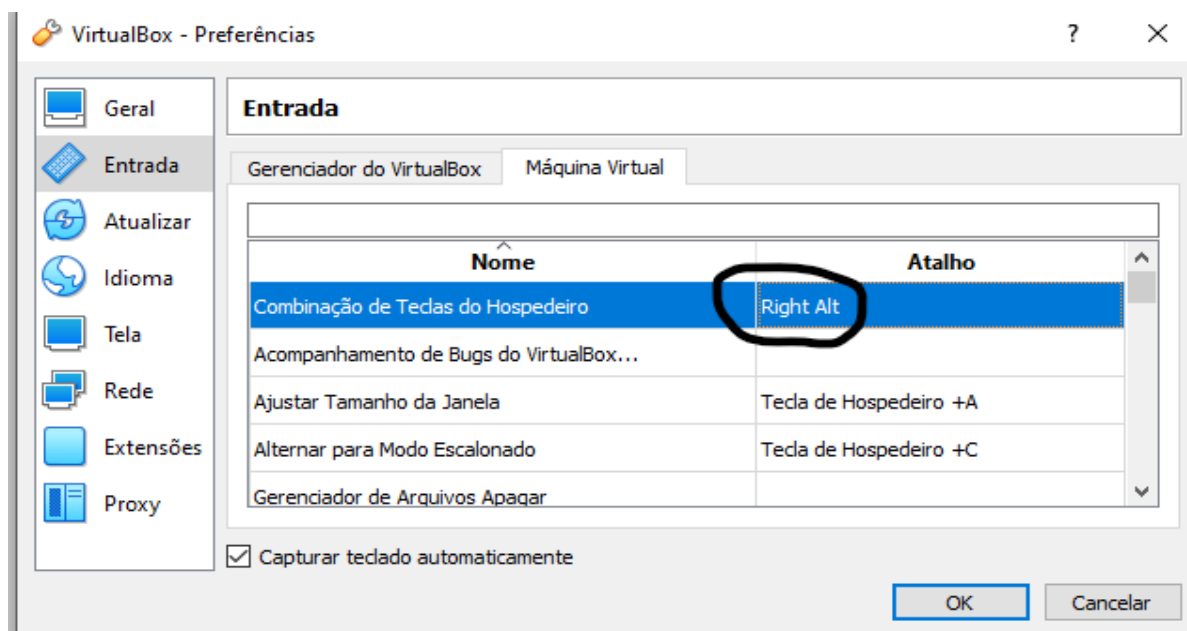 VirtualBox - Preferências
?
Geral
Entrada
Atualizar
Idioma
Tela
Rede
Extensões
Proxy
Entrada
Gerenciador do VirtualBox Máquina Virtual
Nome Atalho
Combinação de Teclas do Hospedeiro Right Alt
Acompanhamento de Bugs do VirtualBox...
Ajustar Tamanho da Janela Tecla de Hospedeiro +A
Alternar para Modo Escalonado Tecla de Hospedeiro +C
Gerenciador de Arquivos Apagar
Capturar teclado automaticamente
OK Cancelar